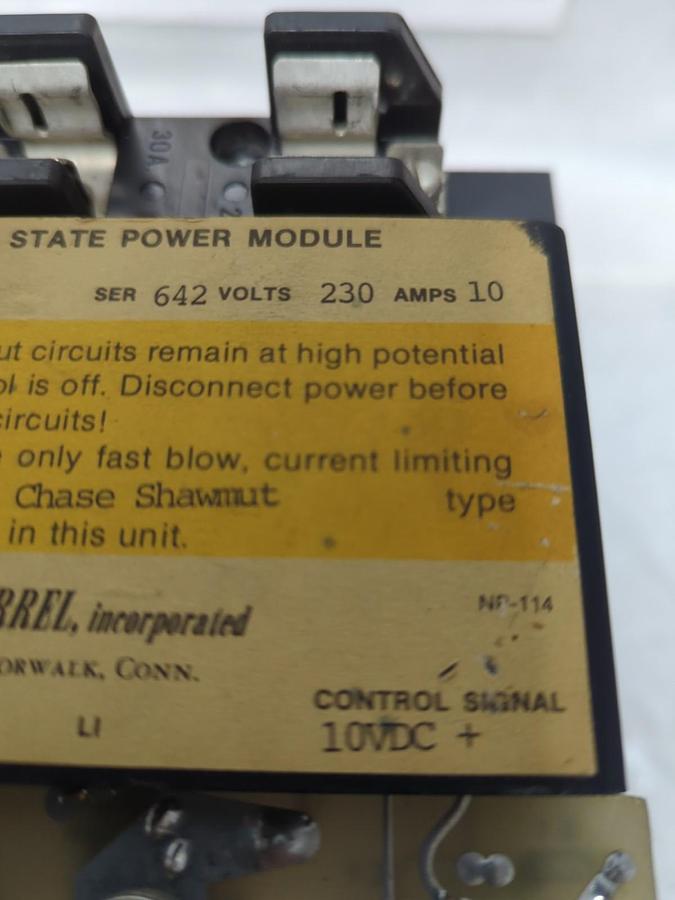 30A
2
STATE POWER MODULE
SER 642 VOLTS 230 AMPS 10
ut circuits remain at high potential
ol is off. Disconnect power before
circuits!
e only fast blow, current limiting
Chase Shawmut type
in this unit.
RREL, incorporated
NP-114
ORWALK, CONN.
CONTROL SIGNAL
LI
10VDC +